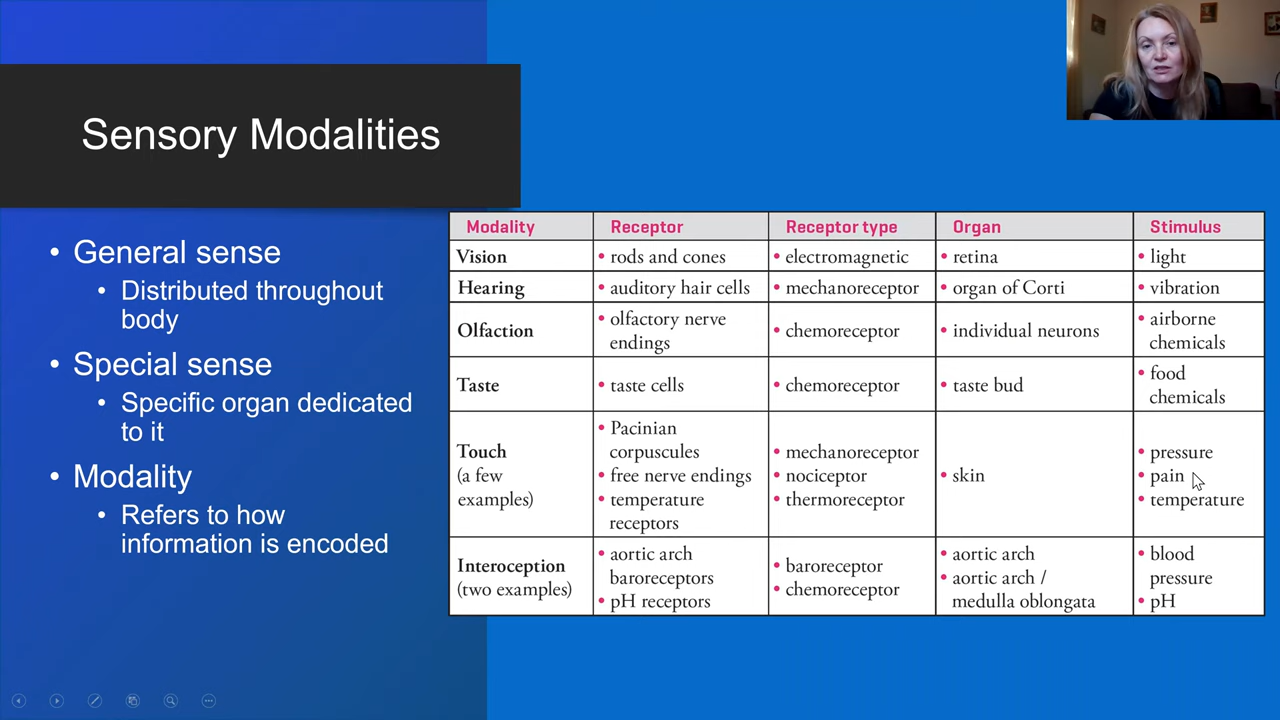 Sensory Modalities
• General sense
• Distributed throughout
body
• Special sense
• Specific organ dedicated
to it
• Modality
• Refers to how
information is encoded
Modality Receptor Receptor type Organ Stimulus
Vision • rods and cones • electromagnetic • retina • light
Hearing • auditory hair cells • mechanoreceptor • organ of Corti • vibration
Olfaction • olfactory nerve
endings • chemoreceptor • individual neurons • airborne
chemicals
Taste • taste cells • chemoreceptor • taste bud • food
chemicals
Touch
(a few
examples)
• Pacinian
corpuscules
• free nerve endings
• temperature
receptors
• mechanoreceptor
• nociceptor
• thermoreceptor
• skin
• pressure
• pain
• temperature
Interoception
(two examples)
• aortic arch
baroreceptors
• pH receptors
• baroreceptor
• chemoreceptor
• aortic arch
• aortic arch /
medulla oblongata
• blood
pressure
• pH